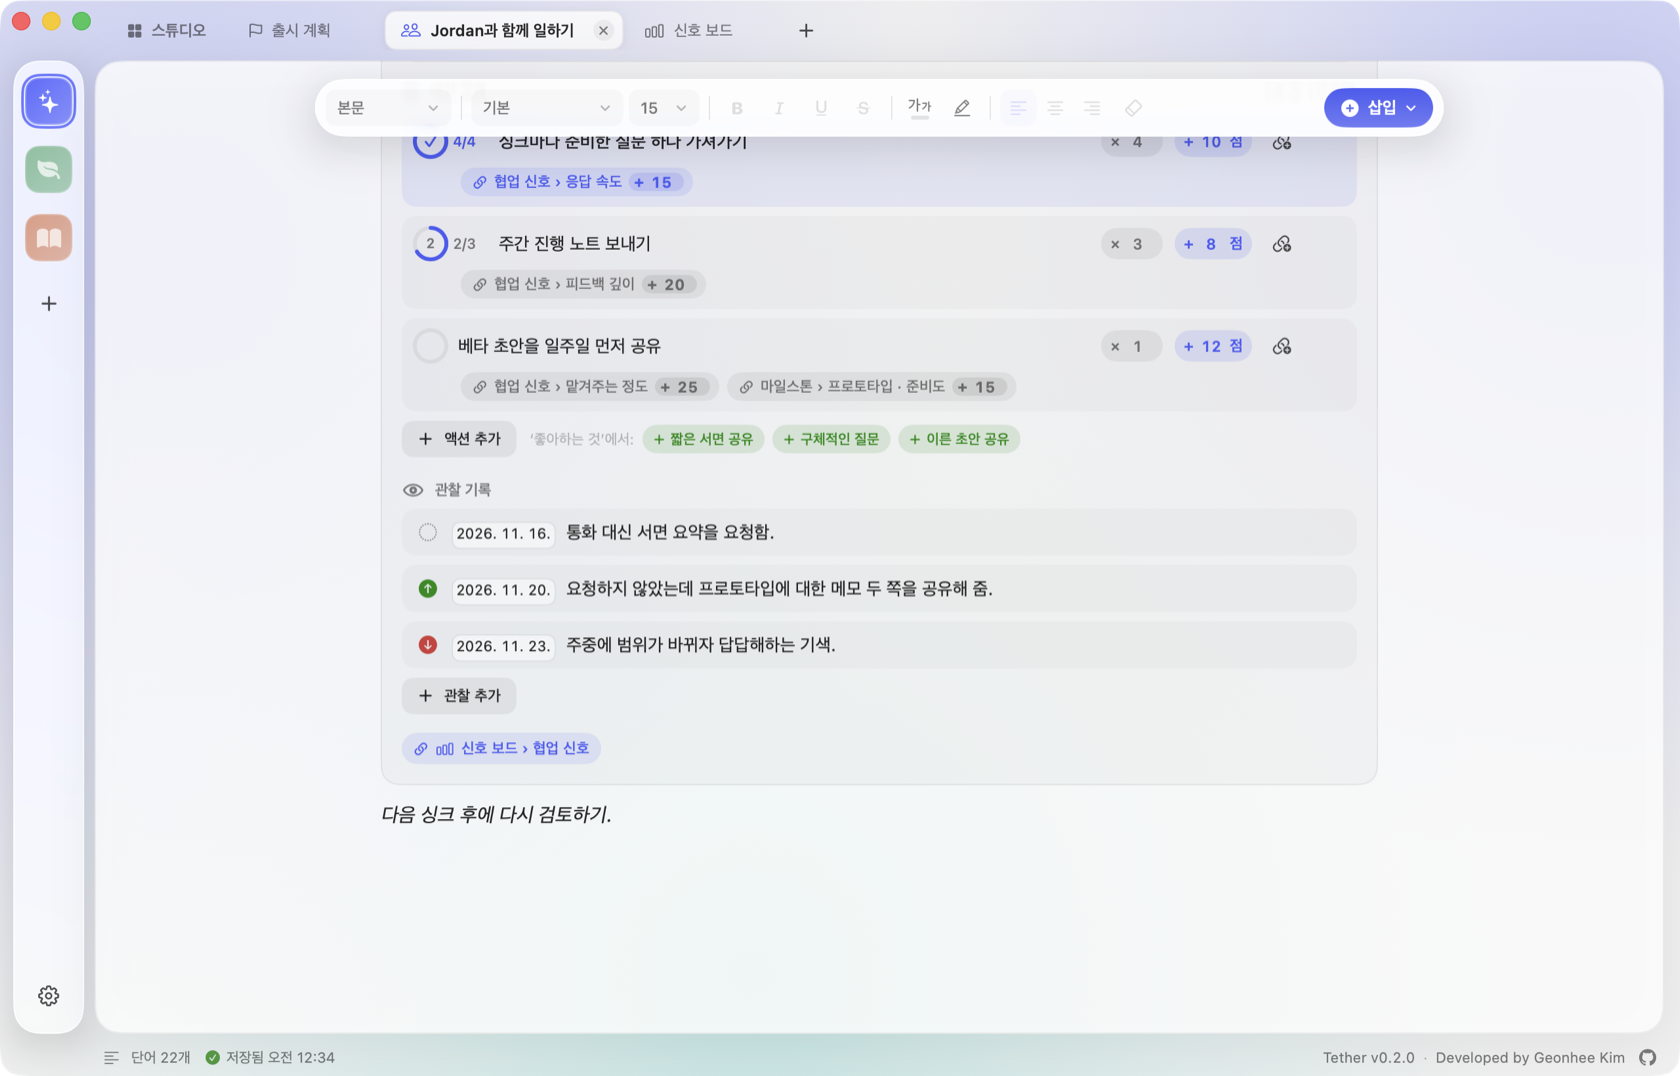 스튜디오
출시 계획
Jordan과 함께 일하기
신호 보드
본문
기본
15
B I U S
가가
삽입
4/4 싱크마다 준비한 질문 하나 가져가기 × 4 + 10 점
협업 신호 › 응답 속도 + 15
2 2/3 주간 진행 노트 보내기 × 3 + 8 점
협업 신호 › 피드백 깊이 + 20
베타 초안을 일주일 먼저 공유 × 1 + 12 점
협업 신호 › 맡겨주는 정도 + 25 마일스톤 › 프로토타입 · 준비도 + 15
+ 액션 추가 '좋아하는 것'에서: + 짧은 서면 공유 + 구체적인 질문 + 이른 초안 공유
관찰 기록
2026. 11. 16. 통화 대신 서면 요약을 요청함.
2026. 11. 20. 요청하지 않았는데 프로토타입에 대한 메모 두 쪽을 공유해 줌.
2026. 11. 23. 주중에 범위가 바뀌자 답답해하는 기색.
+ 관찰 추가
신호 보드 › 협업 신호
다음 싱크 후에 다시 검토하기.
단어 22개 저장됨 오전 12:34
Tether v0.2.0 · Developed by Geonhee Kim